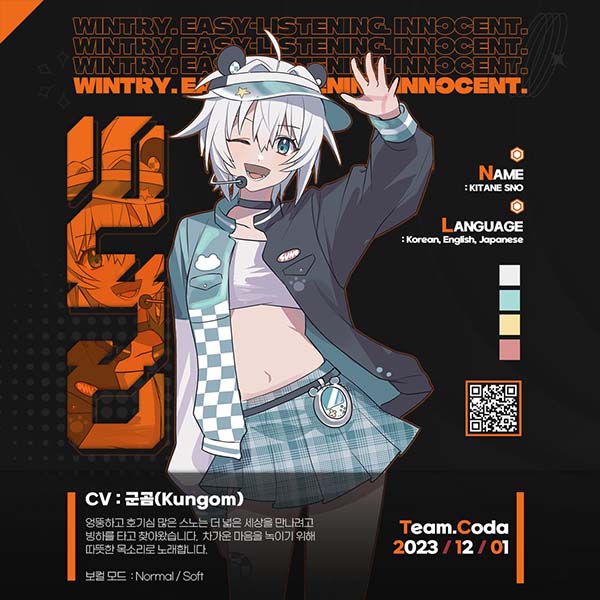 WINTRY. EASY-LISTENING. INNOCENT.
WINTRY. EASY-LISTENING. INNOCENT.
WINTRY. EASY-LISTENING. INNOCENT.
WINTRY. EASY-LISTENING. INNOCENT.
SNO
NAME
: KITANE SNO
LANGUAGE
: Korean, English, Japanese
CV : 군곰(Kungom)
엉뚱하고 호기심 많은 스노는 더 넓은 세상을 만나려고
빙하를 타고 찾아왔습니다. 차가운 마음을 녹이기 위해
따뜻한 목소리로 노래합니다.
보컬 모드 : Normal / Soft
Team.Coda
2023 / 12 / 01